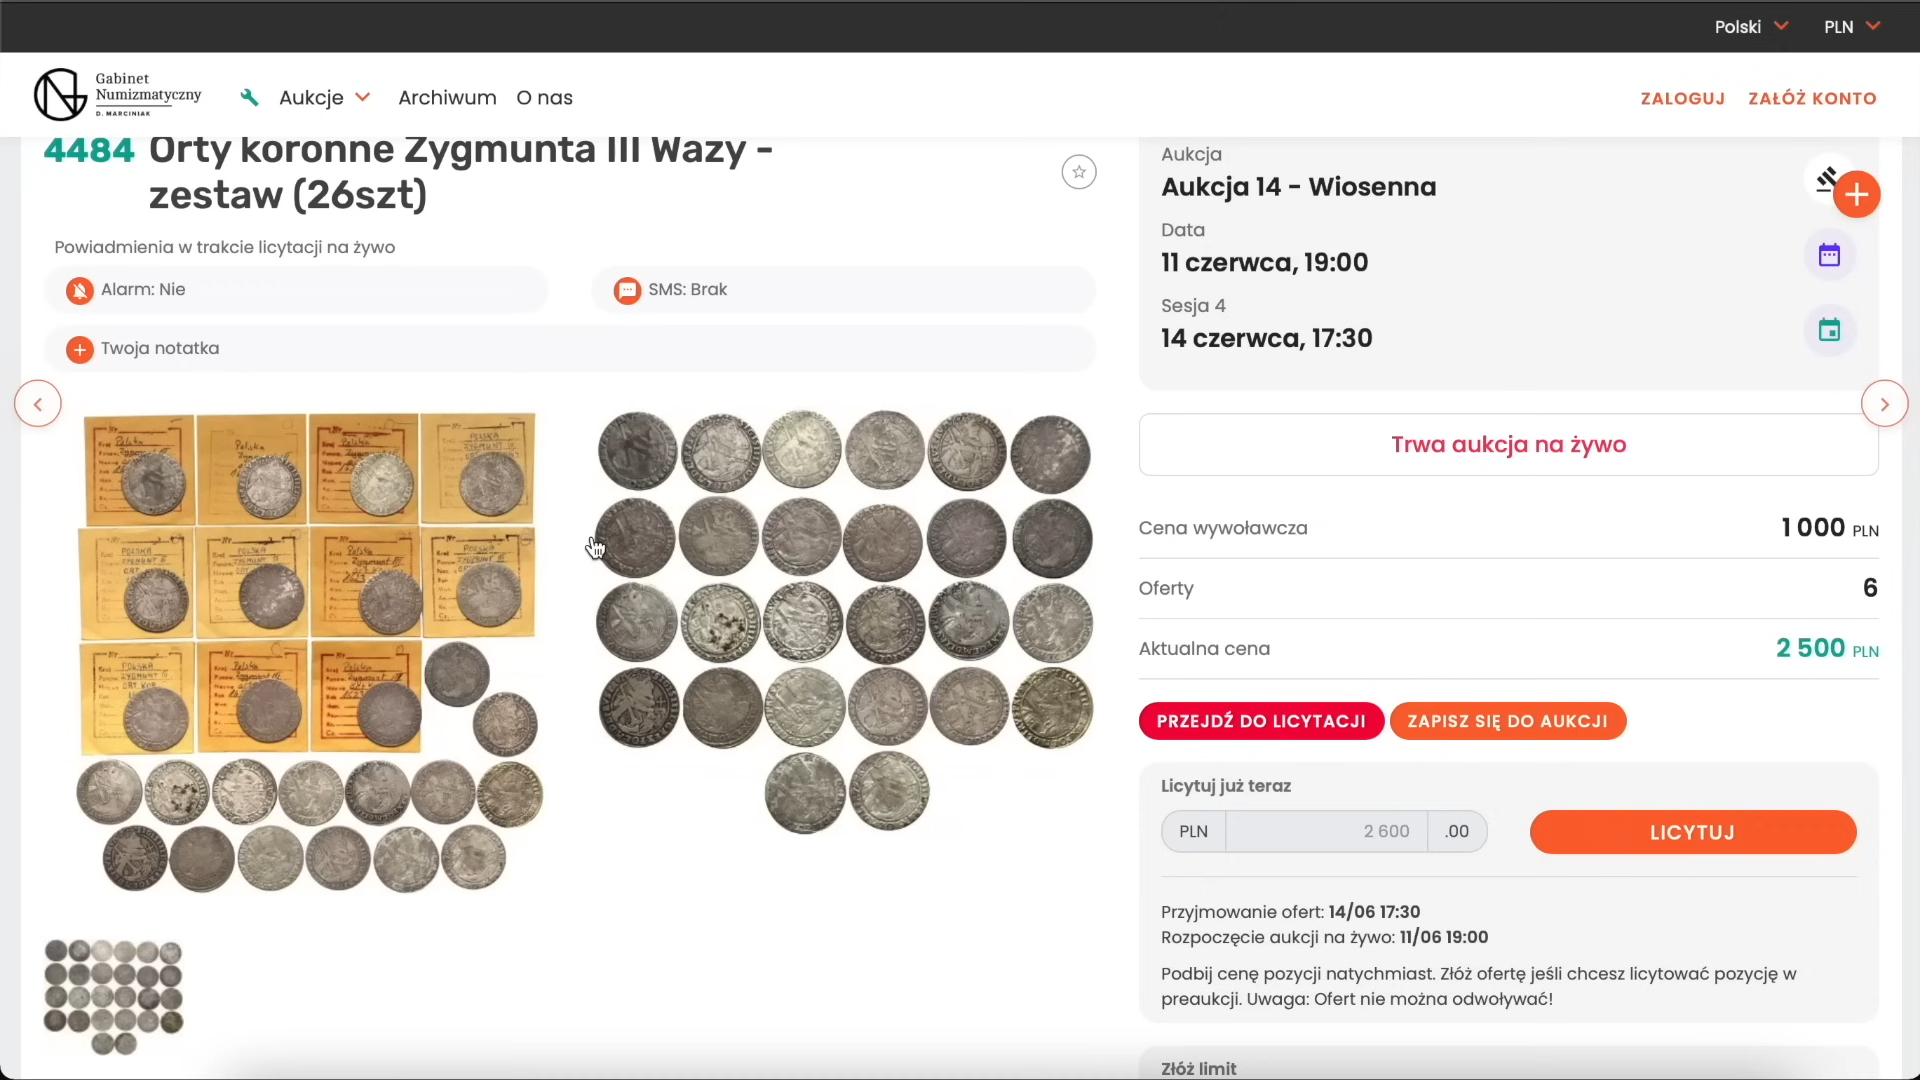 Polski
PLN
Gabinet
Numizmatyczny
D. MARCINIAK
Aukcje
Archiwum
O nas
ZALOGUJ
ZAŁÓŻ KONTO
4484 Orty koronne Zygmunta III Wazy -
zestaw (26szt)
Powiadmienia w trakcie licytacji na żywo
Alarm: Nie
SMS: Brak
Twoja notatka
Aukcja
Aukcja 14 - Wiosenna
Data
11 czerwca, 19:00
Sesja 4
14 czerwca, 17:30
Trwa aukcja na żywo
Cena wywoławcza
1 000 PLN
Oferty
6
Aktualna cena
2 500 PLN
PRZEJDŹ DO LICYTACJI
ZAPISZ SIĘ DO AUKCJI
Licytuj już teraz
PLN
2 600
.00
LICYTUJ
Przyjmowanie ofert: 14/06 17:30
Rozpoczęcie aukcji na żywo: 11/06 19:00
Podbij cenę pozycji natychmiast. Złóż ofertę jeśli chcesz licytować pozycję w
preaukcji. Uwaga: Ofert nie można odwoływać!
Złóż limit